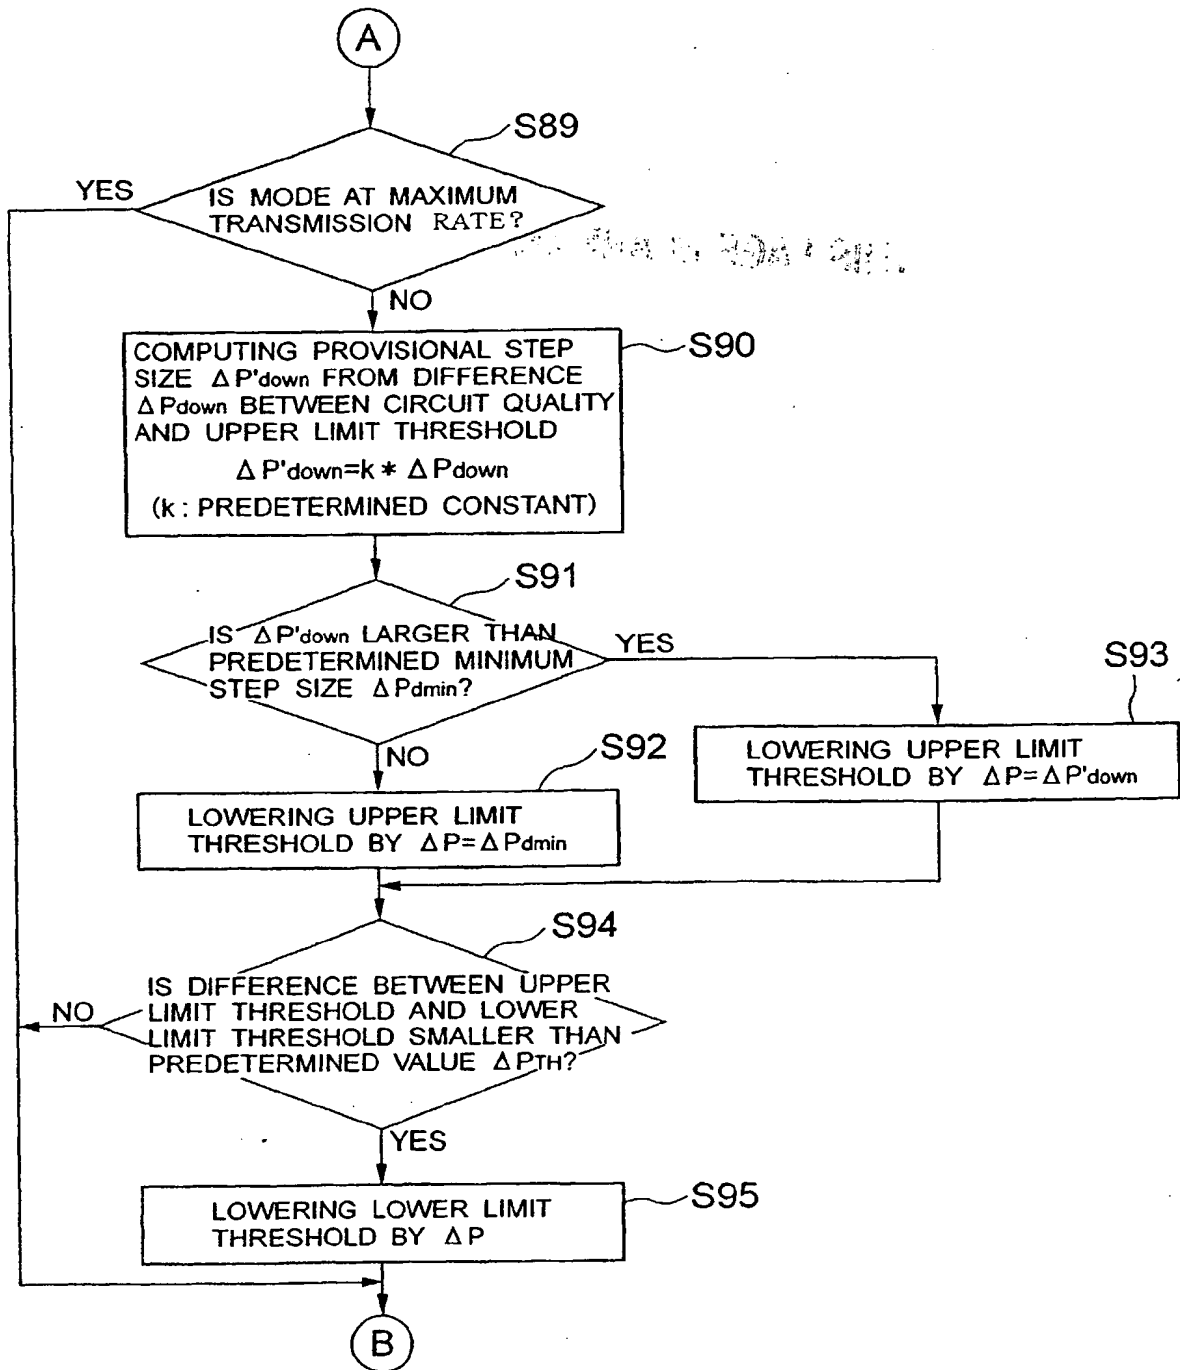 A
S89
YES
IS MODE AT MAXIMUM
TRANSMISSION RATE?
NO
S90
COMPUTING PROVISIONAL STEP
SIZE ΔP'down FROM DIFFERENCE
ΔPdown BETWEEN CIRCUIT QUALITY
AND UPPER LIMIT THRESHOLD
ΔP'down=k * ΔPdown
(k : PREDETERMINED CONSTANT)
S91
IS ΔP'down LARGER THAN
PREDETERMINED MINIMUM
STEP SIZE ΔPdmin?
YES
S93
NO
S92
LOWERING UPPER LIMIT
THRESHOLD BY ΔP=ΔP'down
LOWERING UPPER LIMIT
THRESHOLD BY ΔP=ΔPdmin
S94
IS DIFFERENCE BETWEEN UPPER
LIMIT THRESHOLD AND LOWER
LIMIT THRESHOLD SMALLER THAN
PREDETERMINED VALUE ΔPTH?
NO
YES
S95
LOWERING LOWER LIMIT
THRESHOLD BY ΔP
B